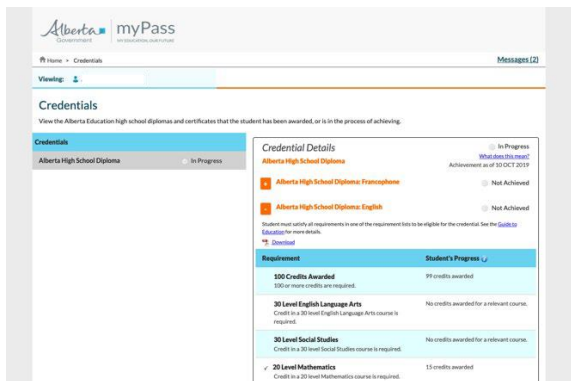 Alberta Government
myPass
MY EDUCATION, OUR FUTURE
Home > Credentials
Messages (2)
Viewing:
Credentials
View the Alberta Education high school diplomas and certificates that the student has been awarded, or is in the process of achieving.
Credentials
Alberta High School Diploma In Progress
Credential Details In Progress
What does this mean?
Alberta High School Diploma
Achievement as of 10 OCT 2019
Alberta High School Diploma: Francophone Not Achieved
Alberta High School Diploma: English Not Achieved
Student must satisfy all requirements in one of the requirement lists to be eligible for the credential. See the Guide to
Education for more details.
Download
Requirement Student's Progress
100 Credits Awarded 99 credits awarded
100 or more credits are required.
30 Level English Language Arts No credits awarded for a relevant course.
Credit in a 30 level English Language Arts course is
required.
30 Level Social Studies No credits awarded for a relevant course.
Credit in a 30 level Social Studies course is required.
✓ 20 Level Mathematics 15 credits awarded
Credit in a 20 level Mathematics course is required.